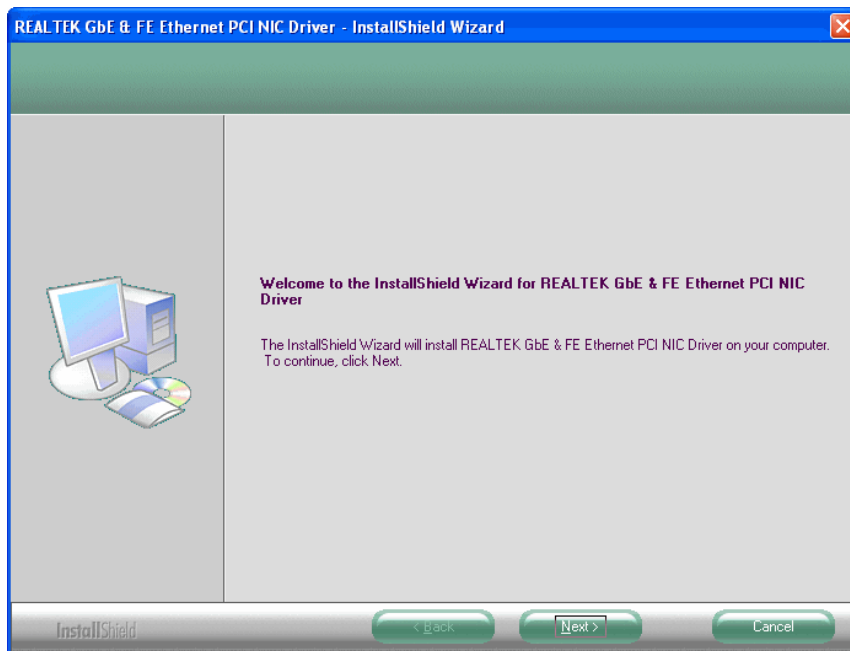 REALTEK GbE & FE Ethernet PCI NIC Driver - InstallShield Wizard
Welcome to the InstallShield Wizard for REALTEK GbE & FE Ethernet PCI NIC
Driver
The InstallShield Wizard will install REALTEK GbE & FE Ethernet PCI NIC Driver on your computer.
To continue, click Next.
InstallShield
< Back
Next >
Cancel